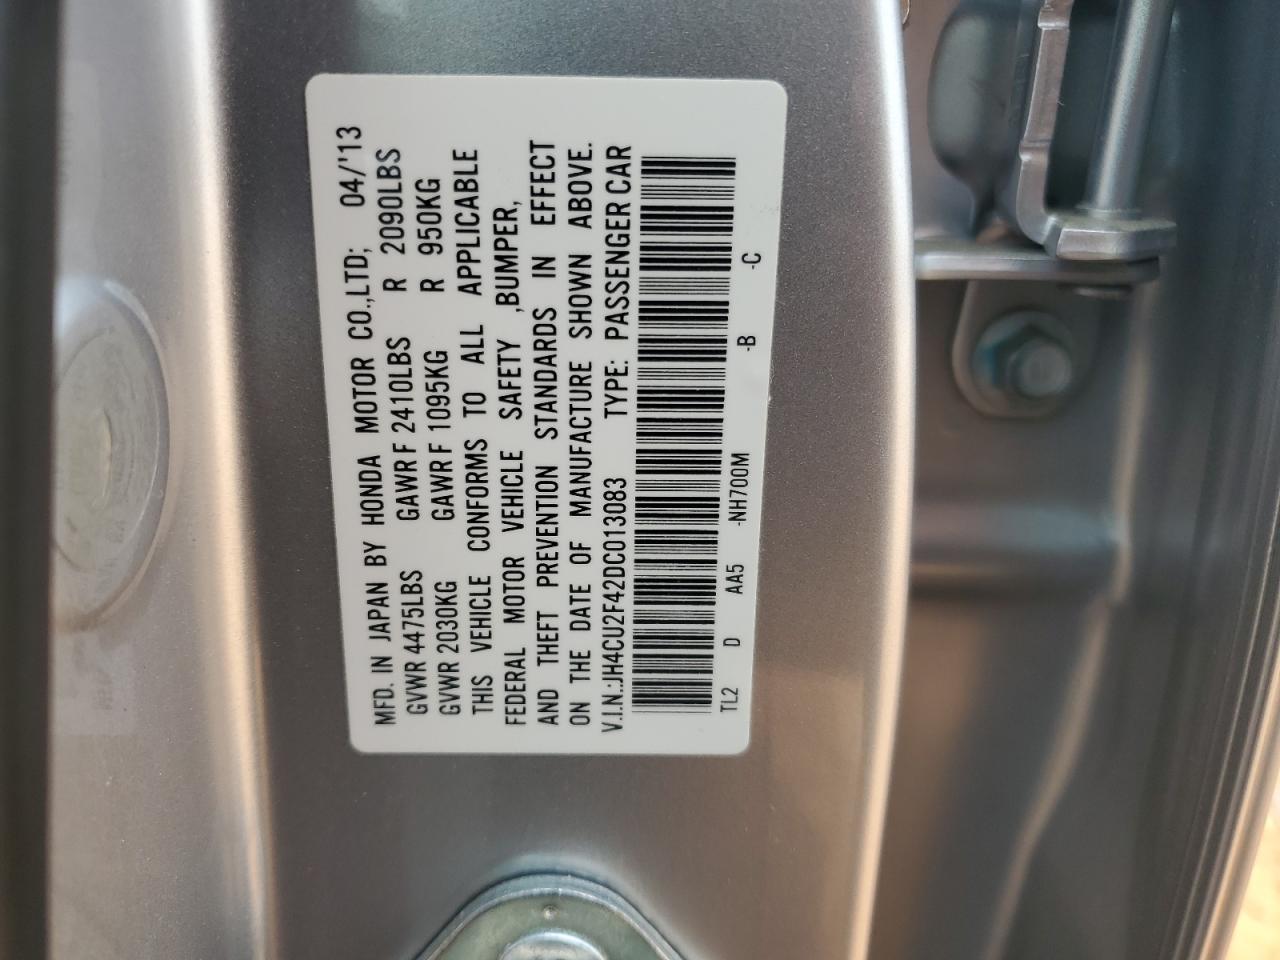 MFD. IN JAPAN BY HONDA MOTOR CO.,LTD; 04/'13
GVWR 4475LBS GAWR F 2410LBS R 2090LBS
GVWR 2030KG GAWR F 1095KG R 950KG
THIS VEHICLE CONFORMS TO ALL APPLICABLE
FEDERAL MOTOR VEHICLE SAFETY ,BUMPER,
AND THEFT PREVENTION STANDARDS IN EFFECT
ON THE DATE OF MANUFACTURE SHOWN ABOVE.
V.I.N.:JH4CU2F42DC013083 TYPE: PASSENGER CAR
TL2 D AA5 -NH700M -B -C